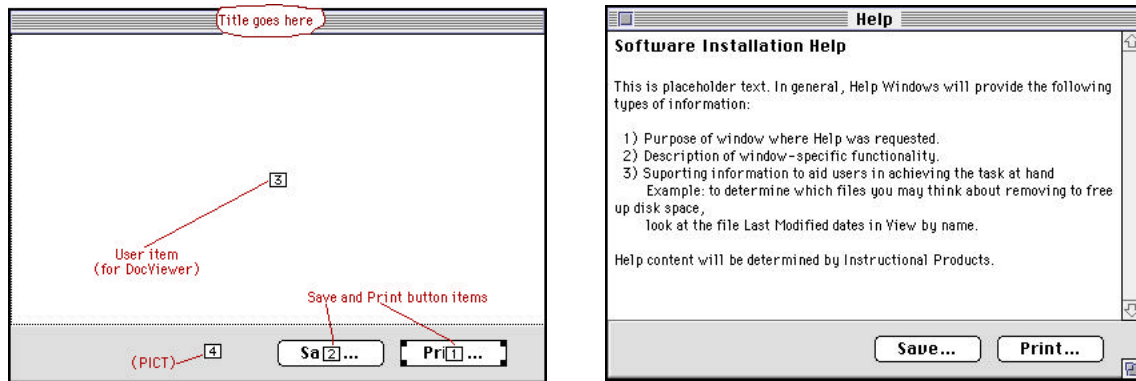 Title goes here
3
User item
(for DocViewer)
Save and Print button items
(PICT)
4
Sa 2 ...
Pri 1 ...
Help
Software Installation Help
This is placeholder text. In general, Help Windows will provide the following
types of information:
1) Purpose of window where Help was requested.
2) Description of window-specific functionality.
3) Suporting information to aid users in achieving the task at hand
Example: to determine which files you may think about removing to free
up disk space,
look at the file Last Modified dates in View by name.
Help content will be determined by Instructional Products.
Save...
Print...